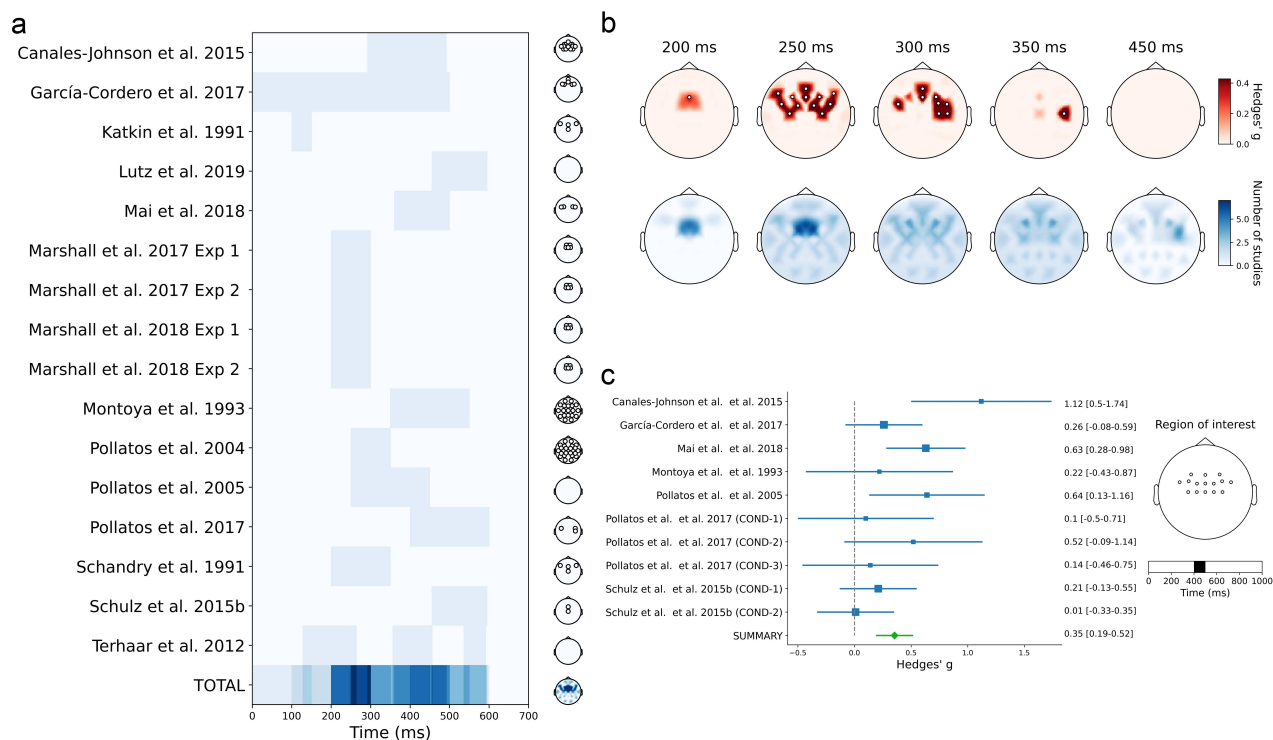 a
Canales-Johnson et al. 2015
García-Cordero et al. 2017
Katkin et al. 1991
Lutz et al. 2019
Mai et al. 2018
Marshall et al. 2017 Exp 1
Marshall et al. 2017 Exp 2
Marshall et al. 2018 Exp 1
Marshall et al. 2018 Exp 2
Montoya et al. 1993
Pollatos et al. 2004
Pollatos et al. 2005
Pollatos et al. 2017
Schandry et al. 1991
Schulz et al. 2015b
Terhaar et al. 2012
TOTAL
0 100 200 300 400 500 600 700
Time (ms)
b
200 ms 250 ms 300 ms 350 ms 450 ms
0.4
0.2
0.0
Hedges' g
5.0
2.5
0.0
Number of studies
c
Canales-Johnson et al. et al. 2015 1.12 [0.5-1.74]
García-Cordero et al. et al. 2017 0.26 [-0.08-0.59]
Mai et al. et al. 2018 0.63 [0.28-0.98]
Montoya et al. et al. 1993 0.22 [-0.43-0.87]
Pollatos et al. et al. 2005 0.64 [0.13-1.16]
Pollatos et al. et al. 2017 (COND-1) 0.1 [-0.5-0.71]
Pollatos et al. et al. 2017 (COND-2) 0.52 [-0.09-1.14]
Pollatos et al. et al. 2017 (COND-3) 0.14 [-0.46-0.75]
Schulz et al. et al. 2015b (COND-1) 0.21 [-0.13-0.55]
Schulz et al. et al. 2015b (COND-2) 0.01 [-0.33-0.35]
SUMMARY 0.35 [0.19-0.52]
−0.5 0.0 0.5 1.0 1.5
Hedges' g
Region of interest
0 200 400 600 800 1000
Time (ms)